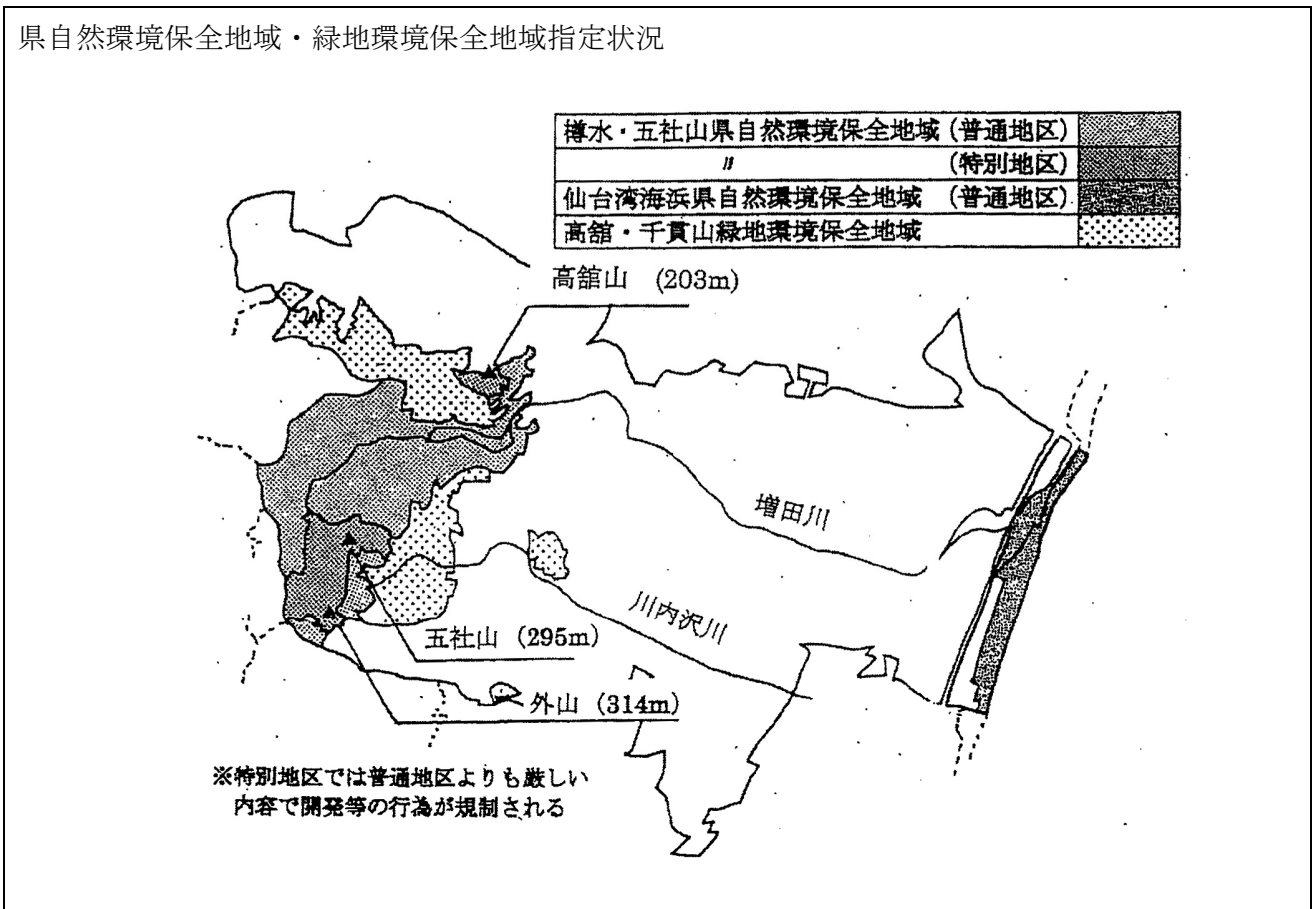 県自然環境保全地域・緑地環境保全地域指定状況
樽水・五社山県自然環境保全地域（普通地区）
〃　（特別地区）
仙台湾海浜県自然環境保全地域　（普通地区）
高舘・千貫山緑地環境保全地域
高舘山　(203m)
増田川
川内沢川
五社山（295m）
外山（314m）
※特別地区では普通地区よりも厳しい
内容で開発等の行為が規制される